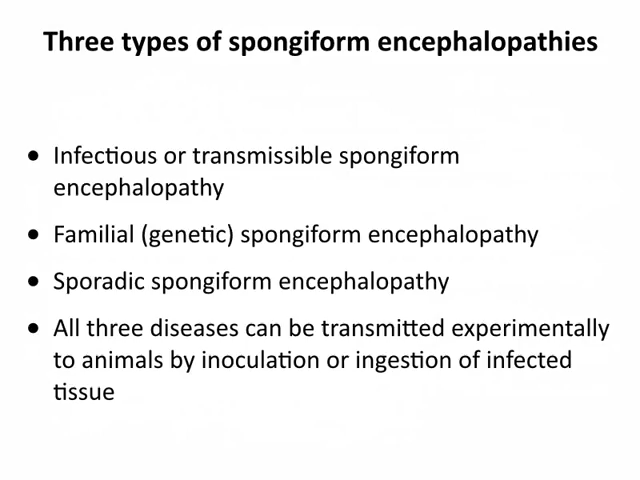 Three types of spongiform encephalopathies
• Infectious or transmissible spongiform
encephalopathy
• Familial (genetic) spongiform encephalopathy
• Sporadic spongiform encephalopathy
• All three diseases can be transmitted experimentally
to animals by inoculation or ingestion of infected
tissue